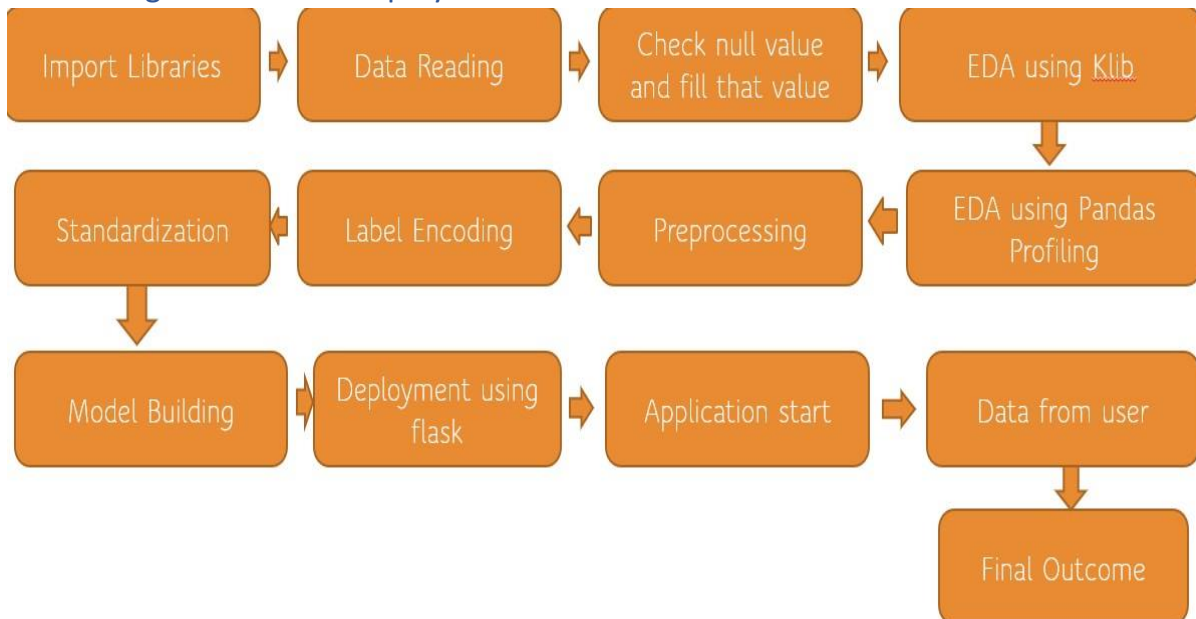 Import Libraries
Data Reading
Check null value
and fill that value
EDA using Klib
EDA using Pandas
Profiling
Preprocessing
Label Encoding
Standardization
Model Building
Deployment using
flask
Application start
Data from user
Final Outcome